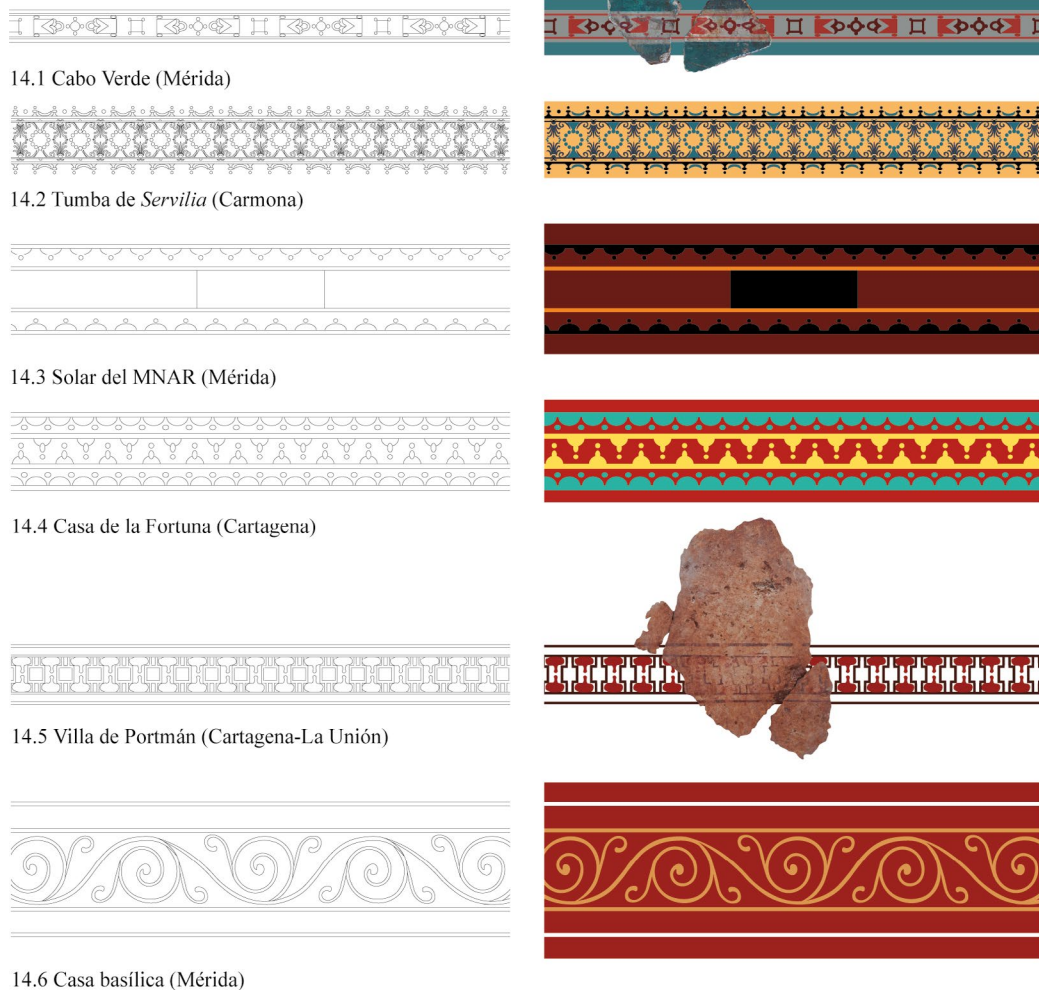 14.1 Cabo Verde (Mérida)
14.2 Tumba de Servilia (Carmona)
14.3 Solar del MNAR (Mérida)
14.4 Casa de la Fortuna (Cartagena)
14.5 Villa de Portmán (Cartagena-La Unión)
14.6 Casa basílica (Mérida)